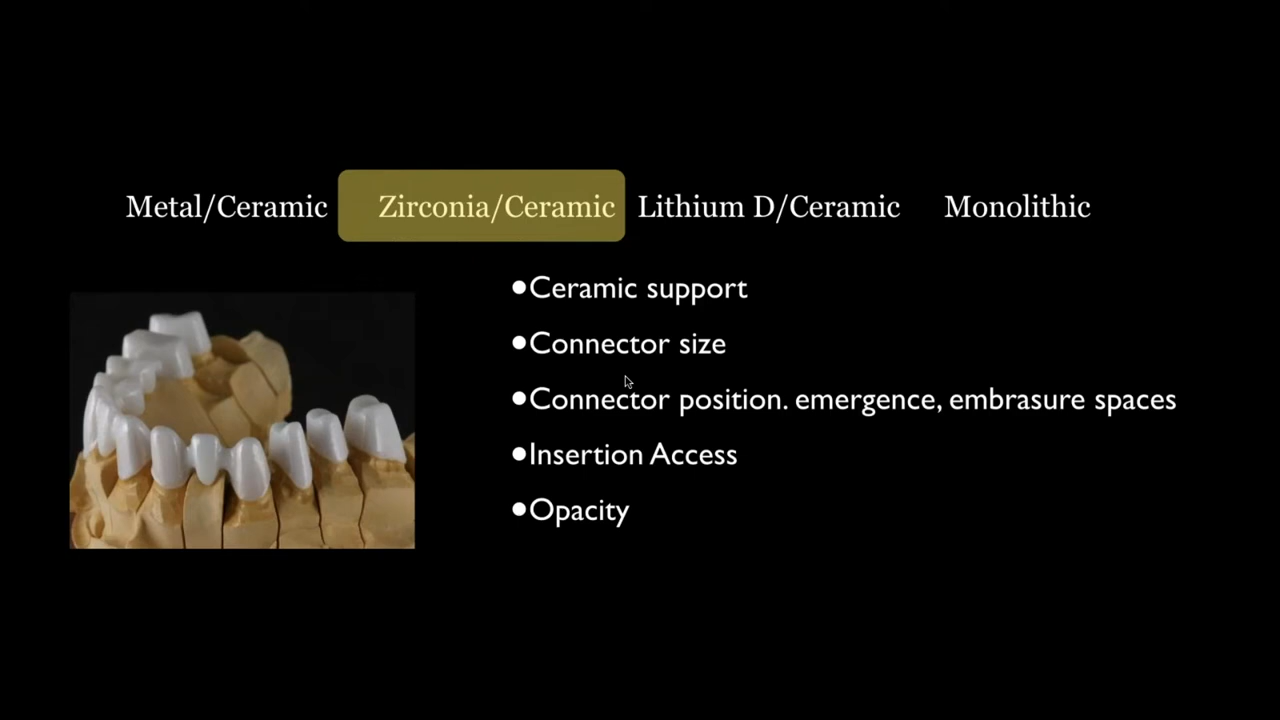 Metal/Ceramic Zirconia/Ceramic Lithium D/Ceramic Monolithic
●Ceramic support
●Connector size
●Connector position. emergence, embrasure spaces
●Insertion Access
●Opacity